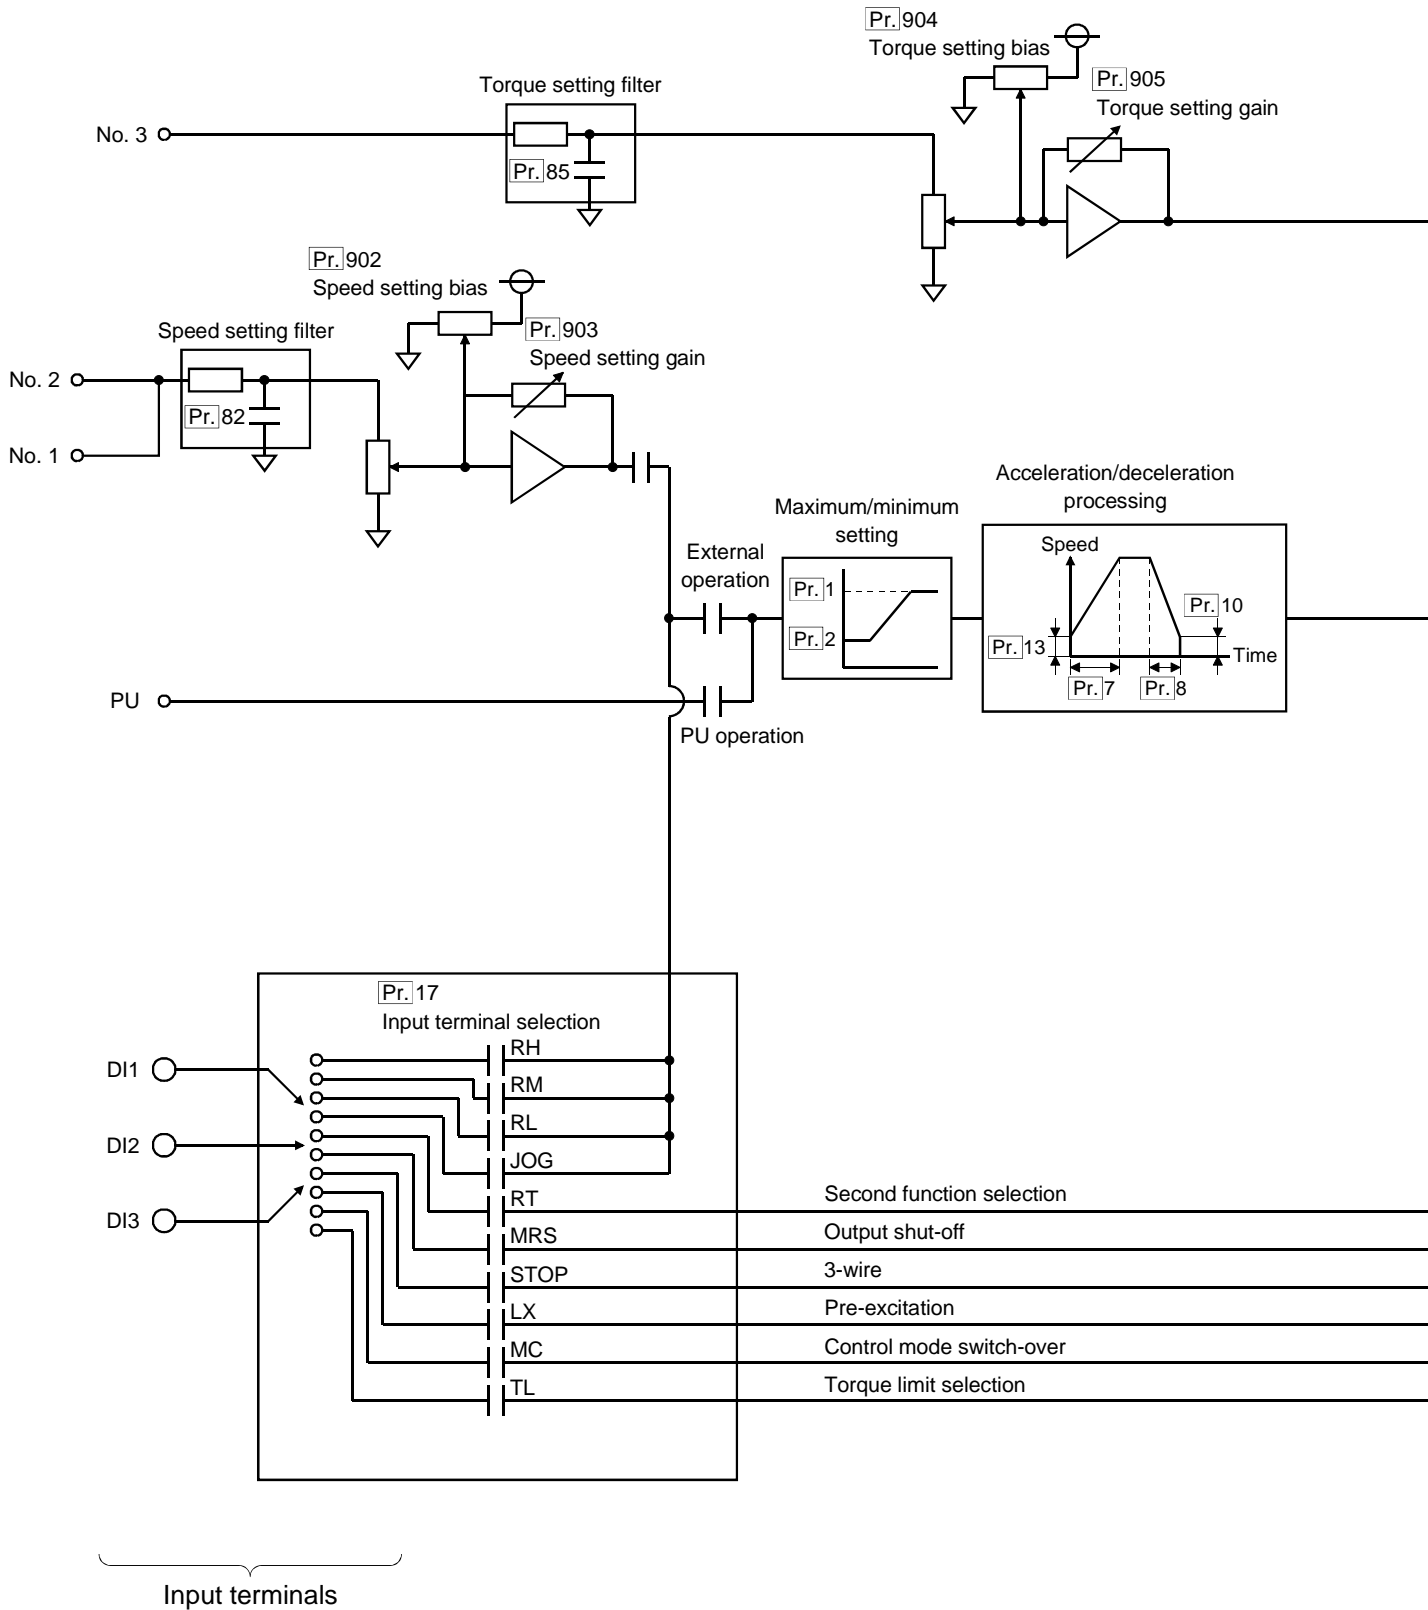 Pr. 904
Torque setting bias
Pr. 905
Torque setting gain
Torque setting filter
No. 3
Pr. 85
Pr. 902
Speed setting bias
Pr. 903
Speed setting gain
Speed setting filter
No. 2
Pr. 82
No. 1
Acceleration/deceleration
processing
Maximum/minimum
setting
External
operation
Speed
Pr. 1
Pr. 10
Pr. 2
Pr. 13
Time
Pr. 7
Pr. 8
PU
PU operation
Pr. 17
Input terminal selection
RH
DI1
RM
RL
DI2
JOG
RT
Second function selection
DI3
MRS
Output shut-off
STOP
3-wire
LX
Pre-excitation
MC
Control mode switch-over
TL
Torque limit selection
Input terminals